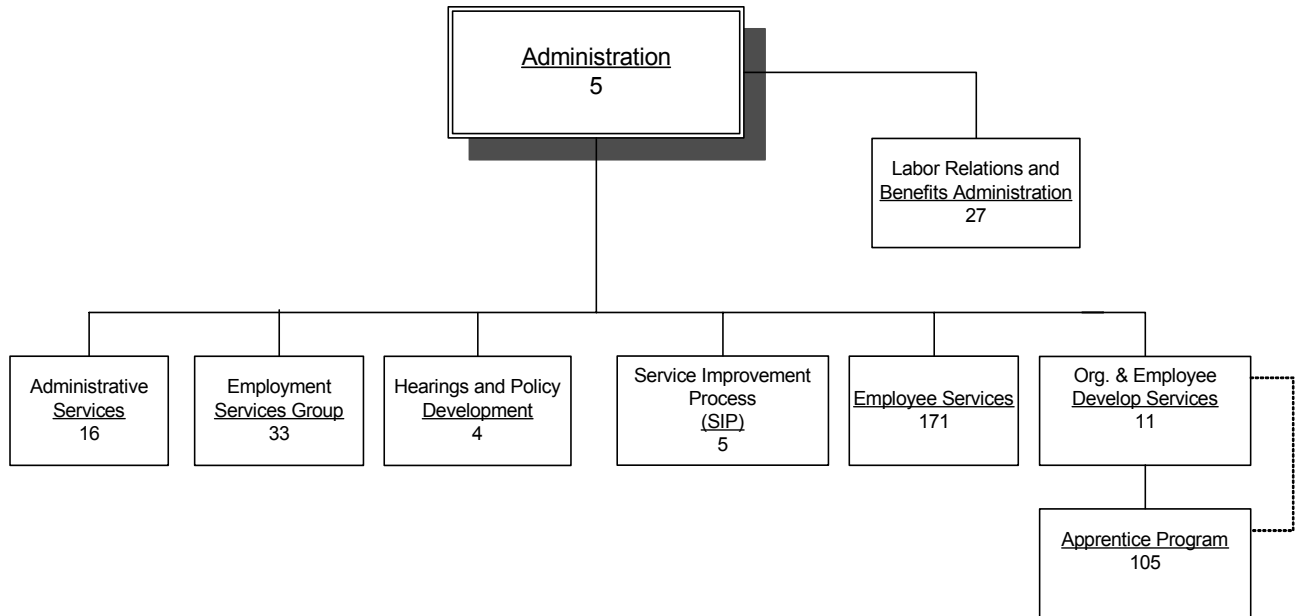 Administration
5
Labor Relations and
Benefits Administration
27
Administrative
Services
16
Employment
Services Group
33
Hearings and Policy
Development
4
Service Improvement
Process
(SIP)
5
Employee Services
171
Org. & Employee
Develop Services
11
Apprentice Program
105